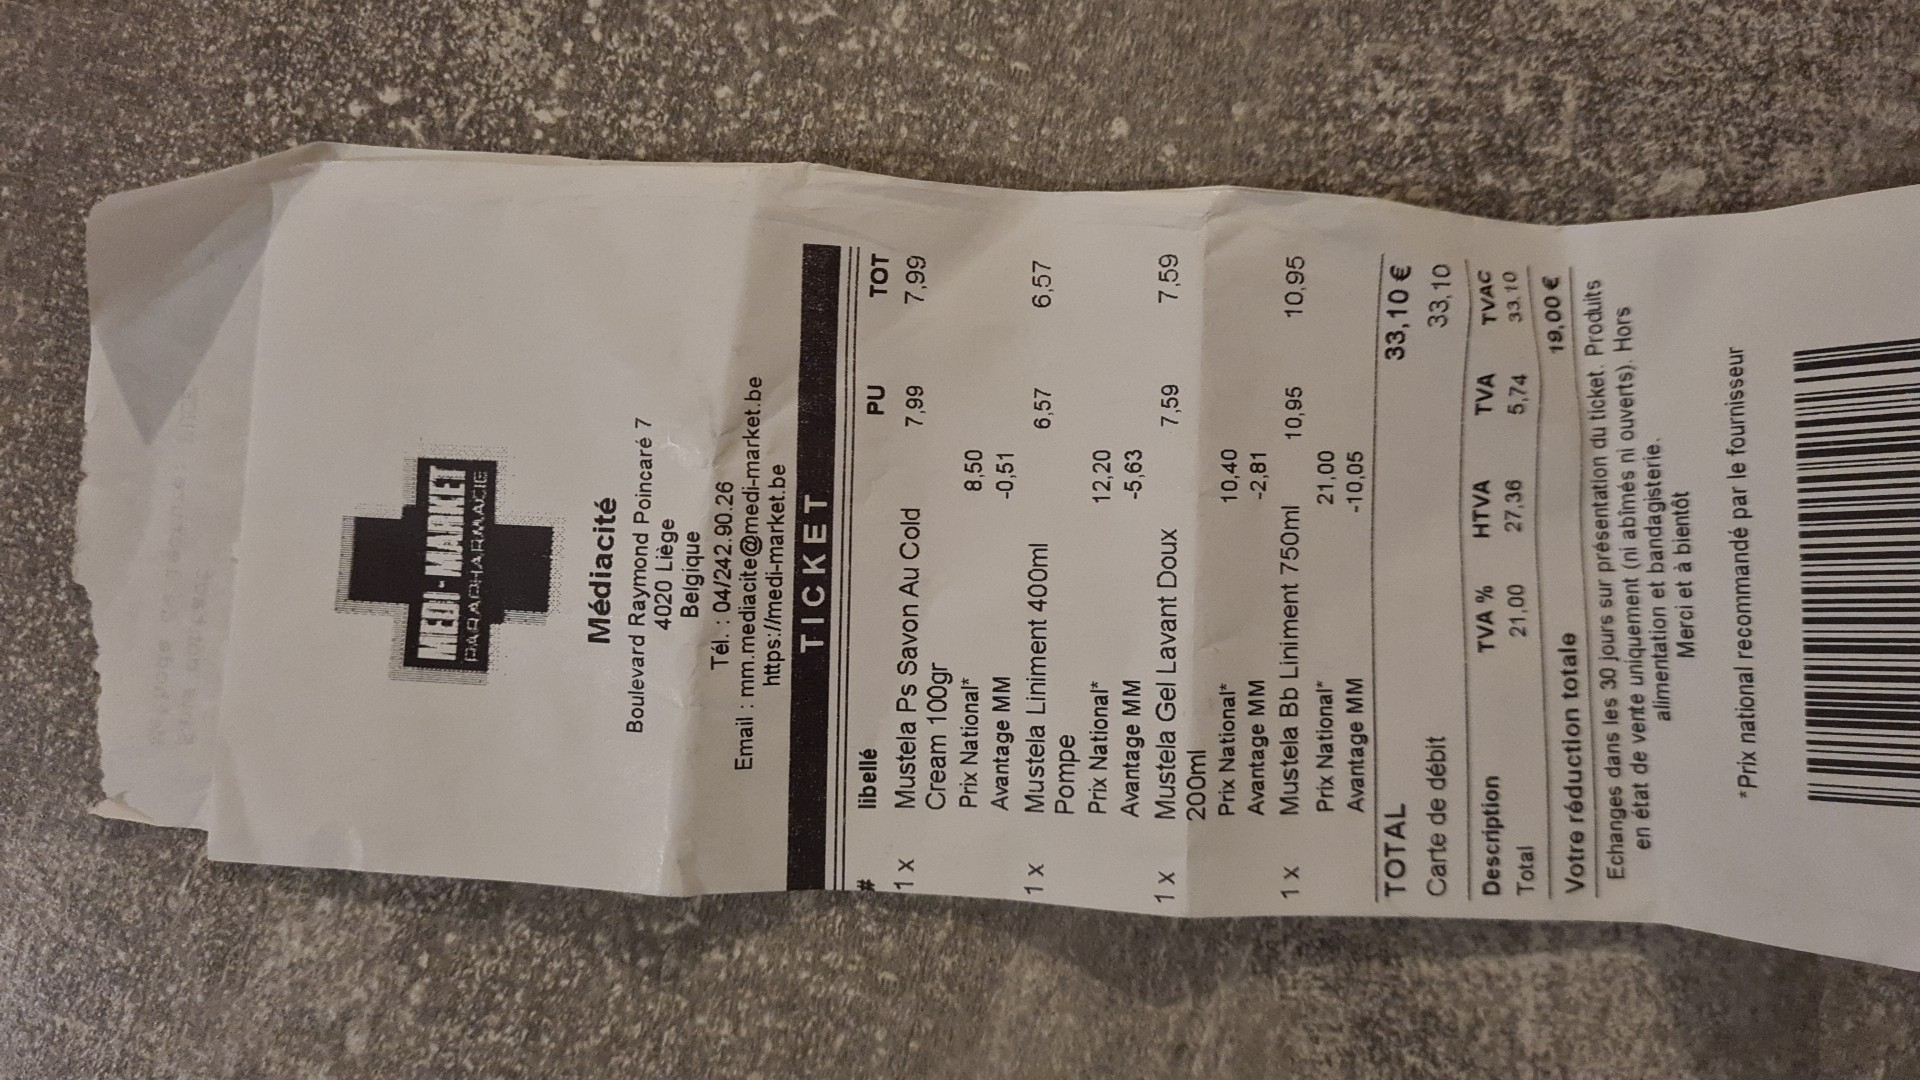 MEDI-MARKET
PARAPHARMACIE
Médiacité
Boulevard Raymond Poincaré 7
4020 Liège
Belgique
Tél. : 04/242.90.26
Email : mm.mediacite@medi-market.be
https://medi-market.be
TICKET
# libellé PU TOT
1 x Mustela Ps Savon Au Cold 7,99 7,99
Cream 100gr
Prix National* 8,50
Avantage MM -0,51
1 x Mustela Liniment 400ml 6,57 6,57
Pompe
Prix National* 12,20
Avantage MM -5,63
1 x Mustela Gel Lavant Doux 7,59 7,59
200ml
Prix National* 10,40
Avantage MM -2,81
1 x Mustela Bb Liniment 750ml 10,95 10,95
Prix National* 21,00
Avantage MM -10,05
TOTAL 33,10 €
Carte de débit 33,10
Description TVA % HTVA TVA TVAC
Total 21,00 27,36 5,74 33,10
Votre réduction totale 19,00 €
Echanges dans les 30 jours sur présentation du ticket. Produits
en état de vente uniquement (ni abîmés ni ouverts). Hors
alimentation et bandagisterie.
Merci et à bientôt
*Prix national recommandé par le fournisseur